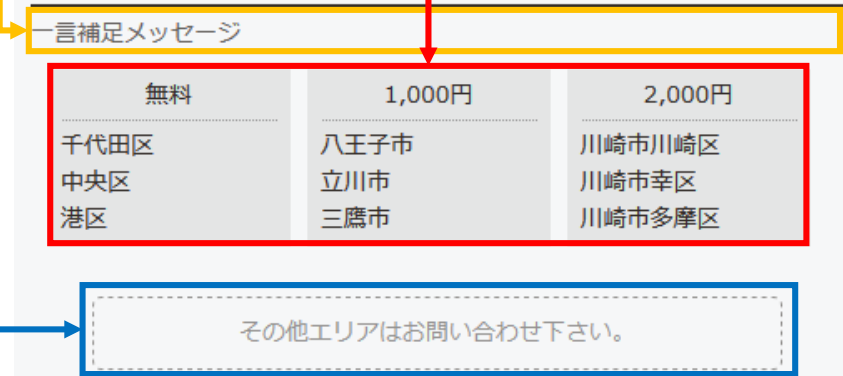 一言補足メッセージ
無料 1,000円 2,000円
千代田区 八王子市 川崎市川崎区
中央区 立川市 川崎市幸区
港区 三鷹市 川崎市多摩区
その他エリアはお問い合わせ下さい。